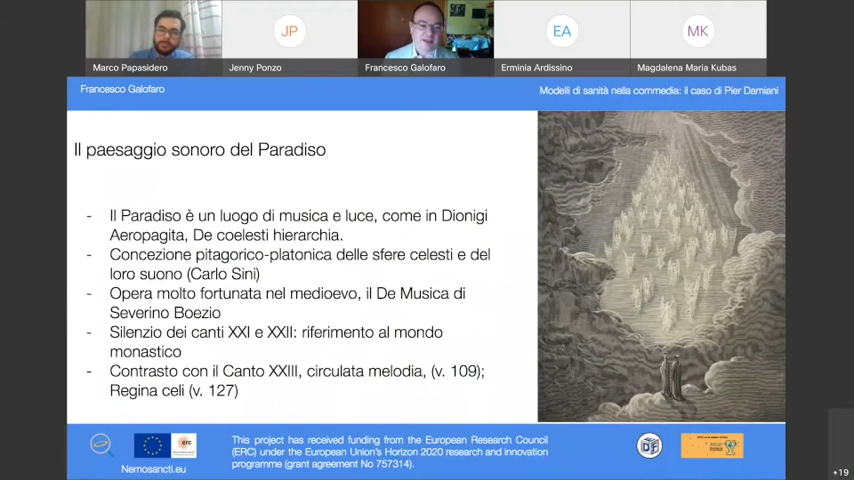 JP
EA
MK
Marco Papasidero
Jenny Ponzo
Francesco Galofaro
Erminia Ardissino
Magdalena Maria Kubas
Francesco Galofaro
Modelli di sanità nella commedia: il caso di Pier Damiani
Il paesaggio sonoro del Paradiso
- Il Paradiso è un luogo di musica e luce, come in Dionigi
Aeropagita, De coelesti hierarchia.
- Concezione pitagorico-platonica delle sfere celesti e del
loro suono (Carlo Sini)
- Opera molto fortunata nel medioevo, il De Musica di
Severino Boezio
- Silenzio dei canti XXI e XXII: riferimento al mondo
monastico
- Contrasto con il Canto XXIII, circulata melodia, (v. 109);
Regina celi (v. 127)
Nemosancti.eu
erc
This project has received funding from the European Research Council
(ERC) under the European Union's Horizon 2020 research and innovation
programme (grant agreement No 757314).
+19